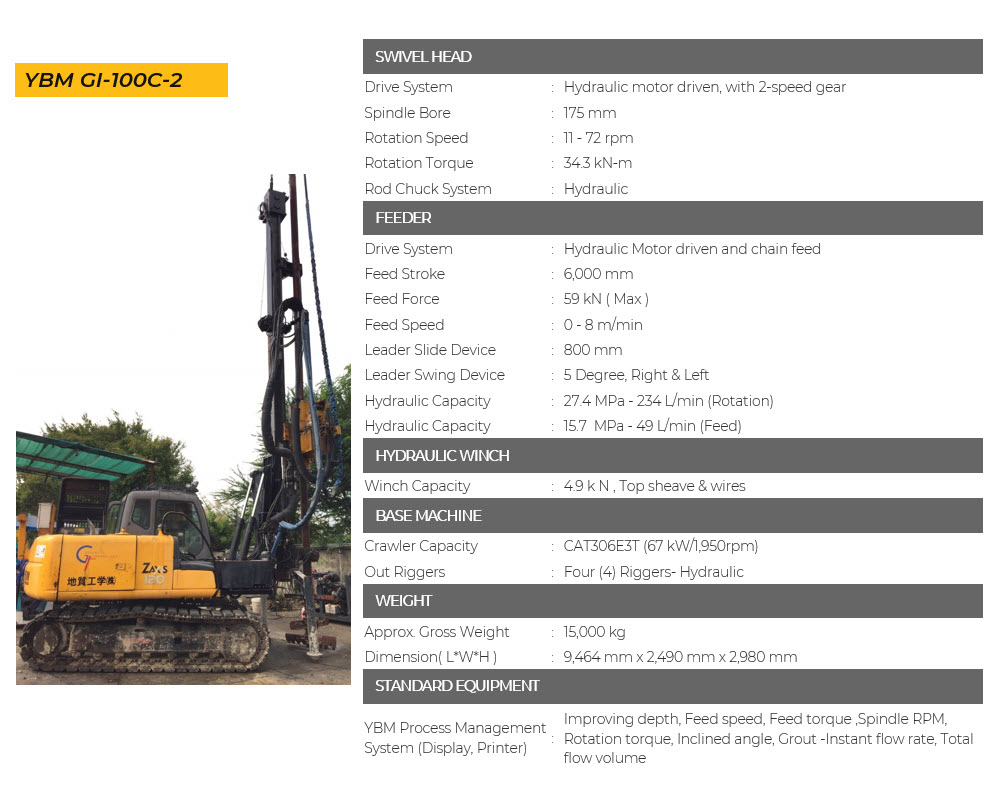 YBM GI-100C-2
SWIVEL HEAD
Drive System : Hydraulic motor driven, with 2-speed gear
Spindle Bore : 175 mm
Rotation Speed : 11 - 72 rpm
Rotation Torque : 34.3 kN-m
Rod Chuck System : Hydraulic
FEEDER
Drive System : Hydraulic Motor driven and chain feed
Feed Stroke : 6,000 mm
Feed Force : 59 kN ( Max )
Feed Speed : 0 - 8 m/min
Leader Slide Device : 800 mm
Leader Swing Device : 5 Degree, Right & Left
Hydraulic Capacity : 27.4 MPa - 234 L/min (Rotation)
Hydraulic Capacity : 15.7 MPa - 49 L/min (Feed)
HYDRAULIC WINCH
Winch Capacity : 4.9 k N , Top sheave & wires
BASE MACHINE
Crawler Capacity : CAT306E3T (67 kW/1,950rpm)
Out Riggers : Four (4) Riggers- Hydraulic
WEIGHT
Approx. Gross Weight : 15,000 kg
Dimension( L*W*H ) : 9,464 mm x 2,490 mm x 2,980 mm
STANDARD EQUIPMENT
YBM Process Management
System (Display, Printer) :
Improving depth, Feed speed, Feed torque ,Spindle RPM,
Rotation torque, Inclined angle, Grout -Instant flow rate, Total
flow volume
地質工学㈱
120